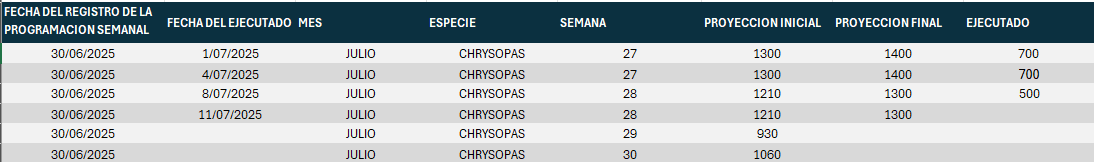 FECHA DEL REGISTRO DE LA PROGRAMACION SEMANAL FECHA DEL EJECUTADO MES ESPECIE SEMANA PROYECCION INICIAL PROYECCION FINAL EJECUTADO
30/06/2025 1/07/2025 JULIO CHRYSOPAS 27 1300 1400 700
30/06/2025 4/07/2025 JULIO CHRYSOPAS 27 1300 1400 700
30/06/2025 8/07/2025 JULIO CHRYSOPAS 28 1210 1300 500
30/06/2025 11/07/2025 JULIO CHRYSOPAS 28 1210 1300
30/06/2025 JULIO CHRYSOPAS 29 930
30/06/2025 JULIO CHRYSOPAS 30 1060